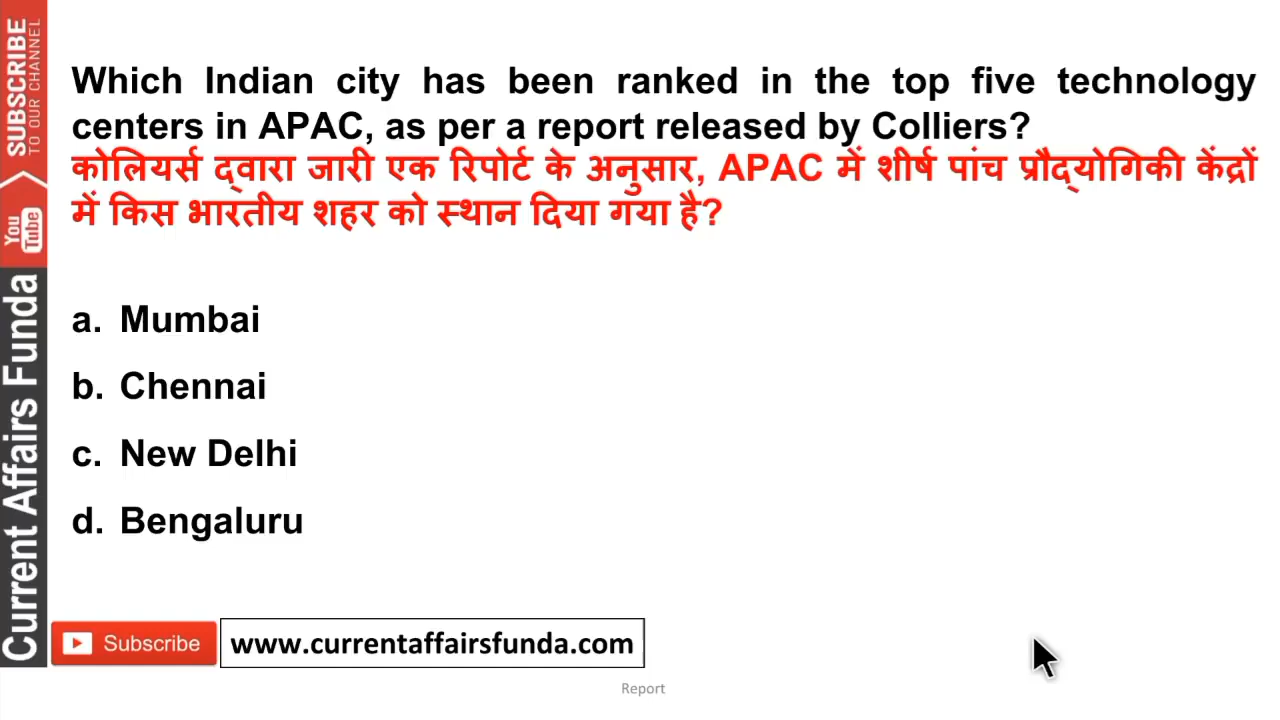 Which Indian city has been ranked in the top five technology
centers in APAC, as per a report released by Colliers?
कोलियर्स द्वारा जारी एक रिपोर्ट के अनुसार, APAC में शीर्ष पांच प्रौद्योगिकी केंद्रों
में किस भारतीय शहर को स्थान दिया गया है?
a. Mumbai
b. Chennai
c. New Delhi
d. Bengaluru
SUBSCRIBE
TO OUR CHANNEL
You
Tube
Current Affairs Funda
Subscribe
www.currentaffairsfunda.com
Report